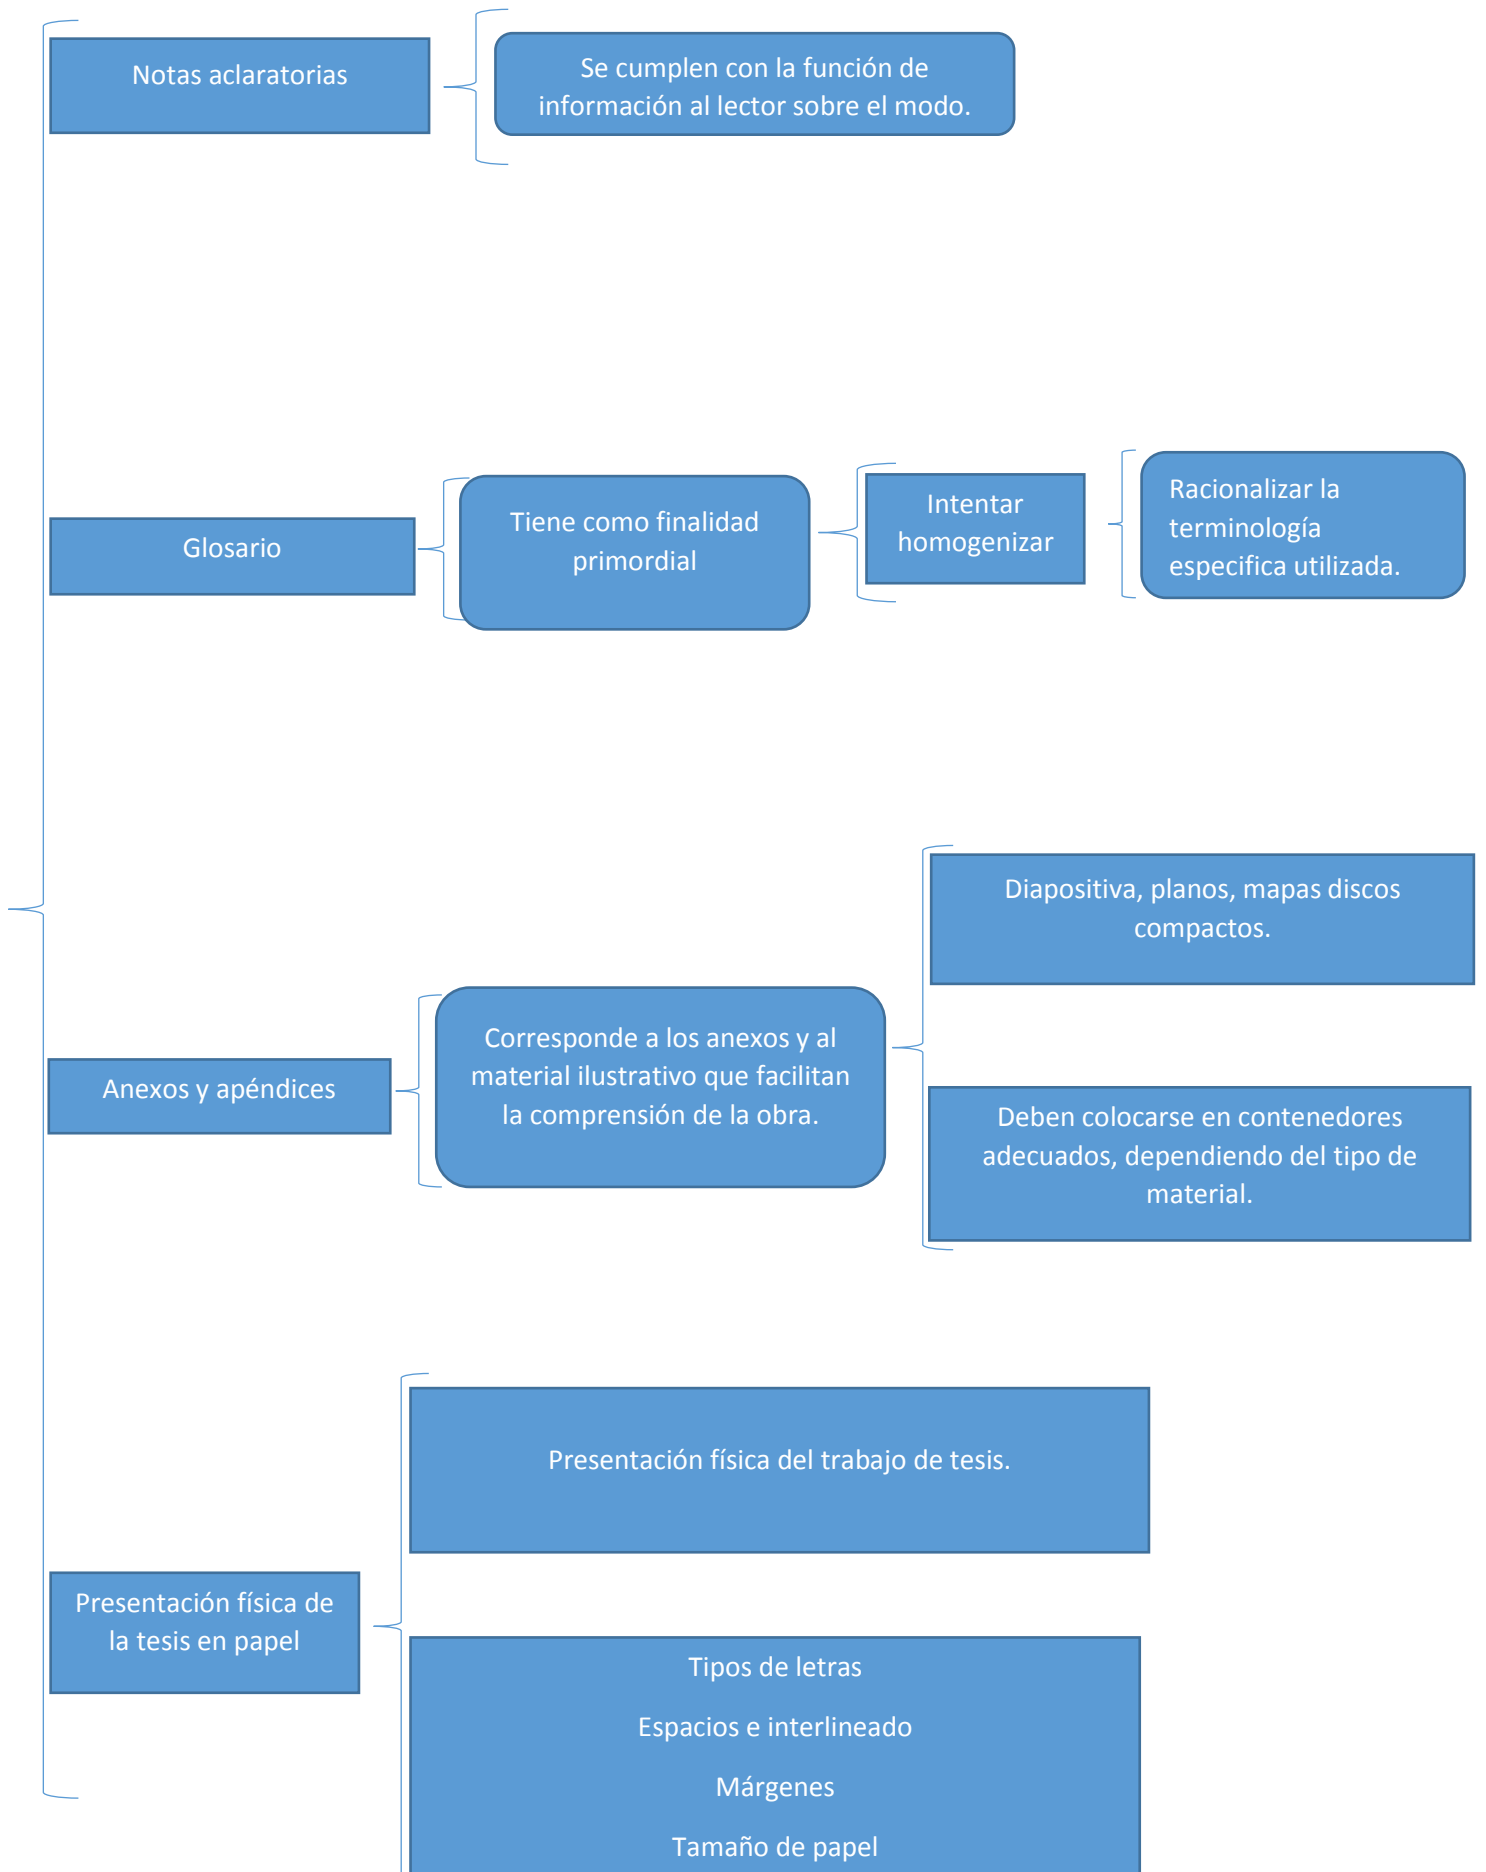 Notas aclaratorias
Se cumplen con la función de
información al lector sobre el modo.
Glosario
Tiene como finalidad
primordial
Intentar
homogenizar
Racionalizar la
terminología
especifica utilizada.
Anexos y apéndices
Corresponde a los anexos y al
material ilustrativo que facilitan
la comprensión de la obra.
Diapositiva, planos, mapas discos
compactos.
Deben colocarse en contenedores
adecuados, dependiendo del tipo de
material.
Presentación física de
la tesis en papel
Presentación física del trabajo de tesis.
Tipos de letras
Espacios e interlineado
Márgenes
Tamaño de papel